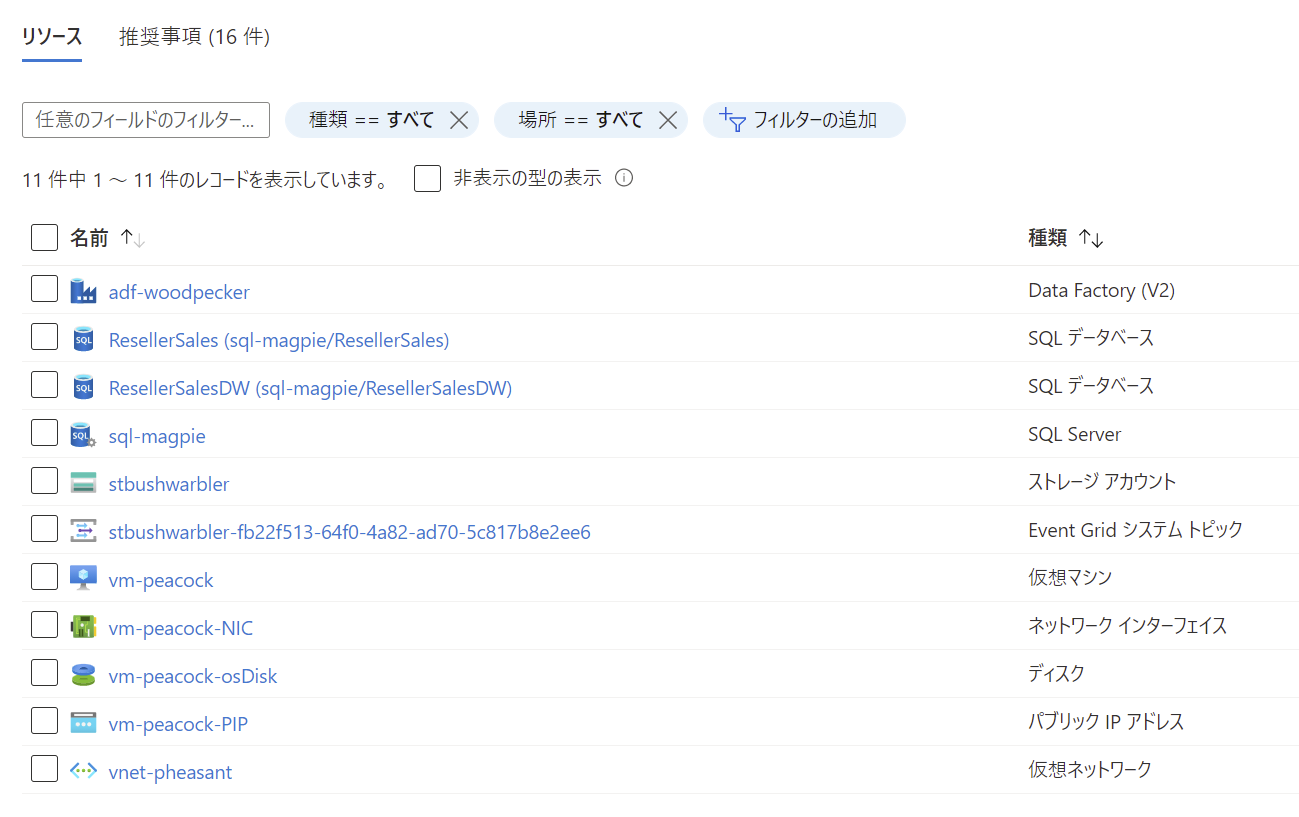 リソース 推奨事項 (16 件)
任意のフィールドのフィルター... 種類 == すべて 場所 == すべて フィルターの追加
11 件中 1 ～ 11 件のレコードを表示しています。 非表示の型の表示
名前 種類
adf-woodpecker Data Factory (V2)
ResellerSales (sql-magpie/ResellerSales) SQL データベース
ResellerSalesDW (sql-magpie/ResellerSalesDW) SQL データベース
sql-magpie SQL Server
stbushwarbler ストレージ アカウント
stbushwarbler-fb22f513-64f0-4a82-ad70-5c817b8e2ee6 Event Grid システム トピック
vm-peacock 仮想マシン
vm-peacock-NIC ネットワーク インターフェイス
vm-peacock-osDisk ディスク
vm-peacock-PIP パブリック IP アドレス
vnet-pheasant 仮想ネットワーク